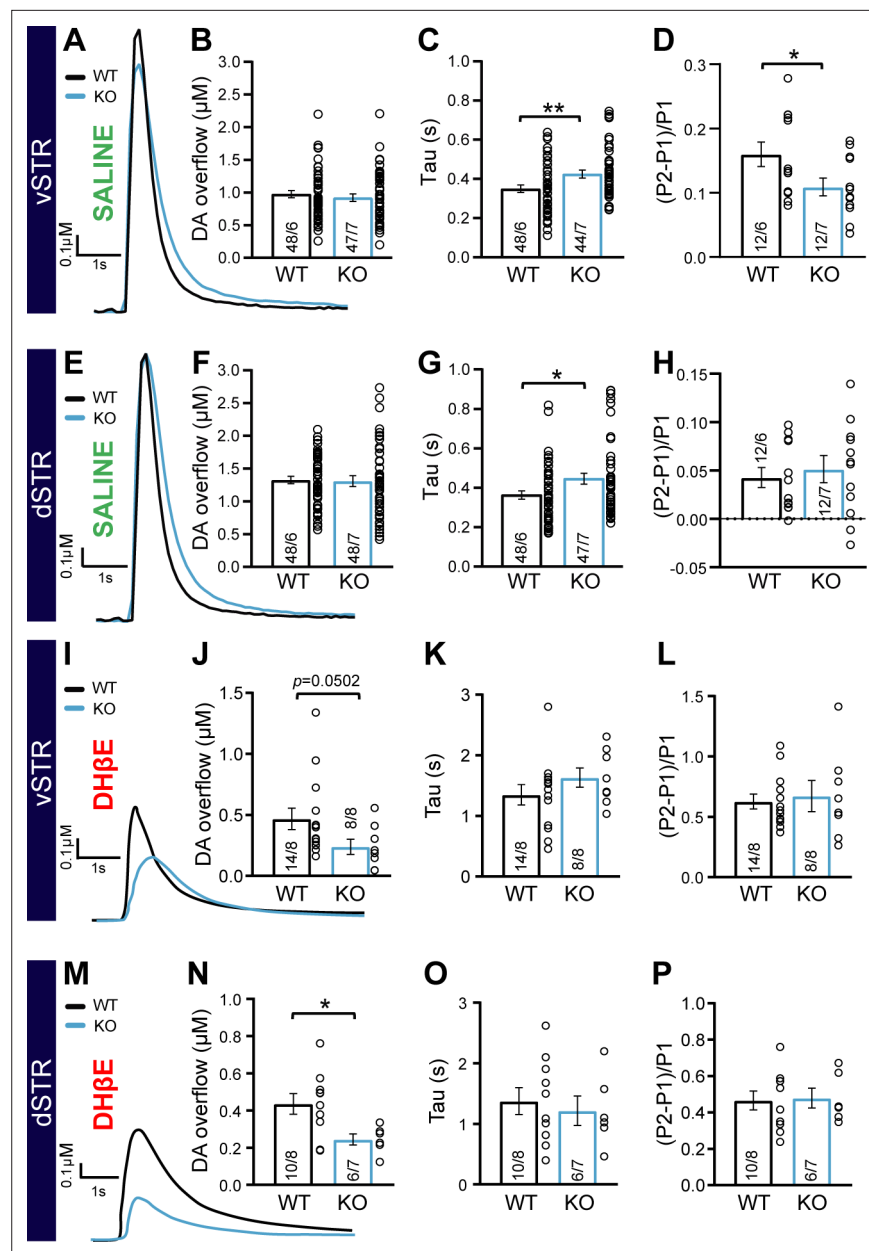 vSTR
A
WT
KO
SALINE
0.1µM
1s
B
DA overflow (µM)
3.0
2.5
2.0
1.5
1.0
0.5
0.0
48/6
47/7
WT
KO
C
Tau (s)
1.0
0.8
0.6
0.4
0.2
0.0
**
48/6
44/7
WT
KO
D
(P2-P1)/P1
0.3
0.2
0.1
0.0
*
12/6
12/7
WT
KO
dSTR
E
WT
KO
SALINE
0.1µM
1s
F
DA overflow (µM)
3.0
2.5
2.0
1.5
1.0
0.5
0.0
48/6
48/7
WT
KO
G
Tau (s)
1.0
0.8
0.6
0.4
0.2
0.0
*
48/6
47/7
WT
KO
H
(P2-P1)/P1
0.15
0.10
0.05
0.00
-0.05
12/6
12/7
WT
KO
vSTR
I
WT
KO
DHβE
0.1µM
1s
J
DA overflow (µM)
1.5
1.0
0.5
0.0
p=0.0502
14/8
8/8
WT
KO
K
Tau (s)
3
2
1
0
14/8
8/8
WT
KO
L
(P2-P1)/P1
1.5
1.0
0.5
0.0
14/8
8/8
WT
KO
dSTR
M
WT
KO
DHβE
0.1µM
1s
N
DA overflow (µM)
1.0
0.8
0.6
0.4
0.2
0.0
*
10/8
6/7
WT
KO
O
Tau (s)
3
2
1
0
10/8
6/7
WT
KO
P
(P2-P1)/P1
1.0
0.8
0.6
0.4
0.2
0.0
10/8
6/7
WT
KO